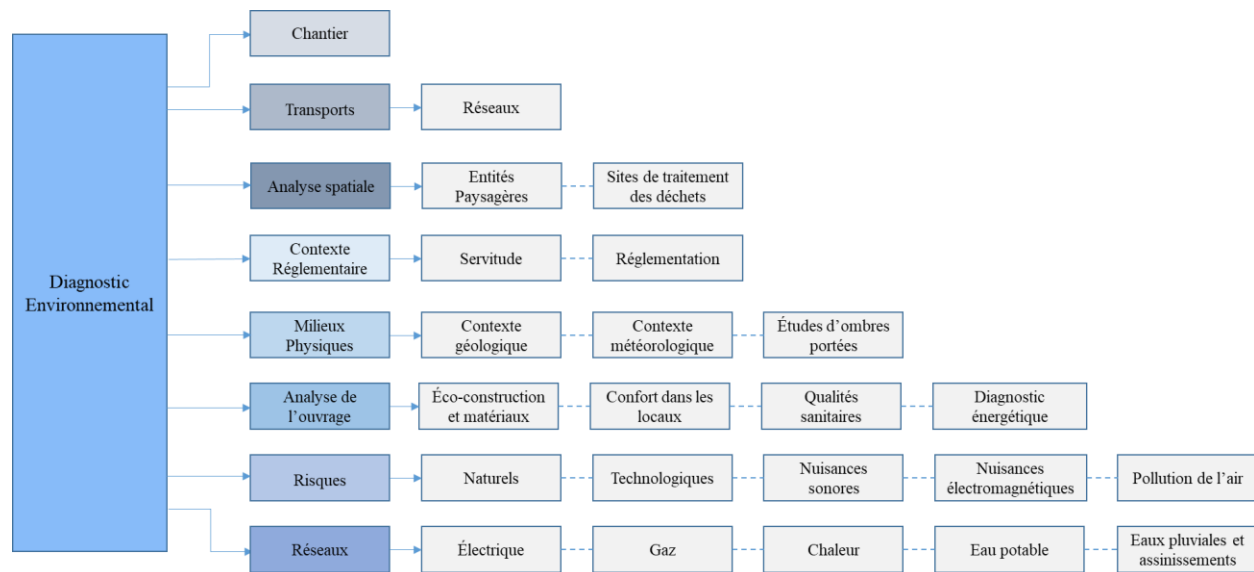 Diagnostic
Environnemental
Chantier
Transports
Réseaux
Analyse spatiale
Entités
Paysagères
Sites de traitement
des déchets
Contexte
Réglementaire
Servitude
Réglementation
Milieux
Physiques
Contexte
géologique
Contexte
météorologique
Études d’ombres
portées
Analyse de
l’ouvrage
Éco-construction
et matériaux
Confort dans les
locaux
Qualités
sanitaires
Diagnostic
énergétique
Risques
Naturels
Technologiques
Nuisances
sonores
Nuisances
électromagnétiques
Pollution de l’air
Réseaux
Électrique
Gaz
Chaleur
Eau potable
Eaux pluviales et
assinissements